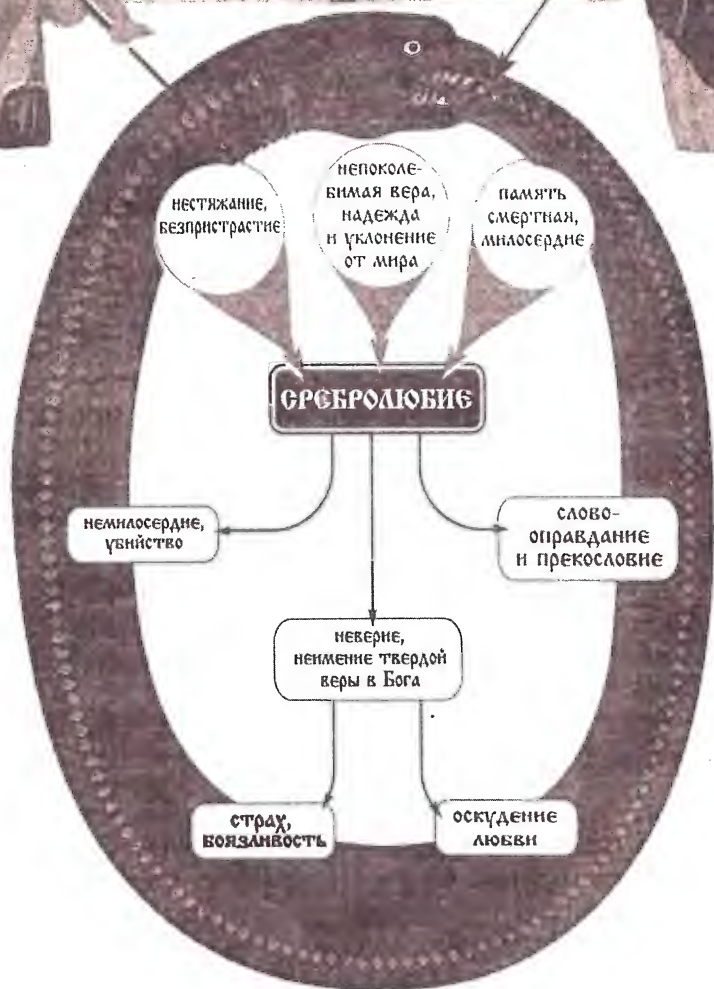 нестяжание,
безпристрастие
непоколе-
бимая вера,
надежда
и уклонение
от мира
память
смертная,
милосердие
СРЕБРОЛЮБИЕ
немилосердие,
убийство
слово-
оправдание
и прекословие
неверие,
неимение твердой
веры в Бога
страх,
боязливость
оскудение
любви